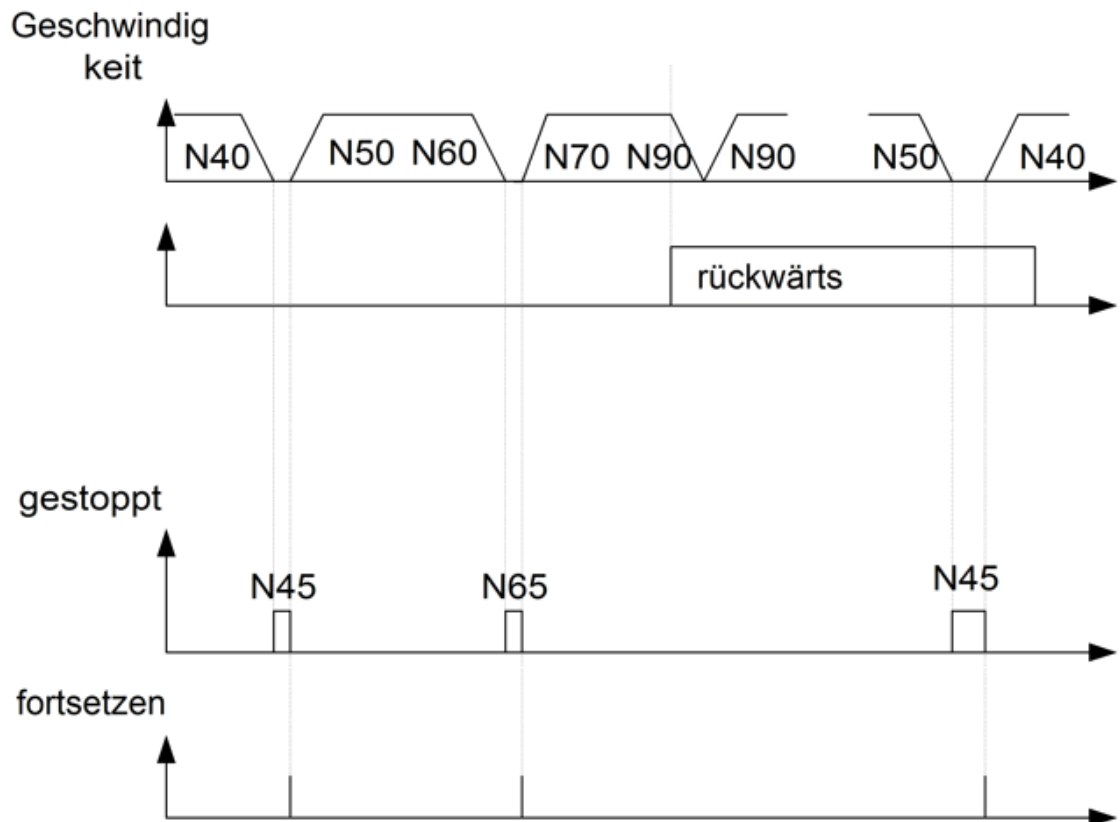 Geschwindig
keit
N40 N50 N60 N70 N90 N90 N50 N40
rückwärts
gestoppt
N45 N65 N45
fortsetzen